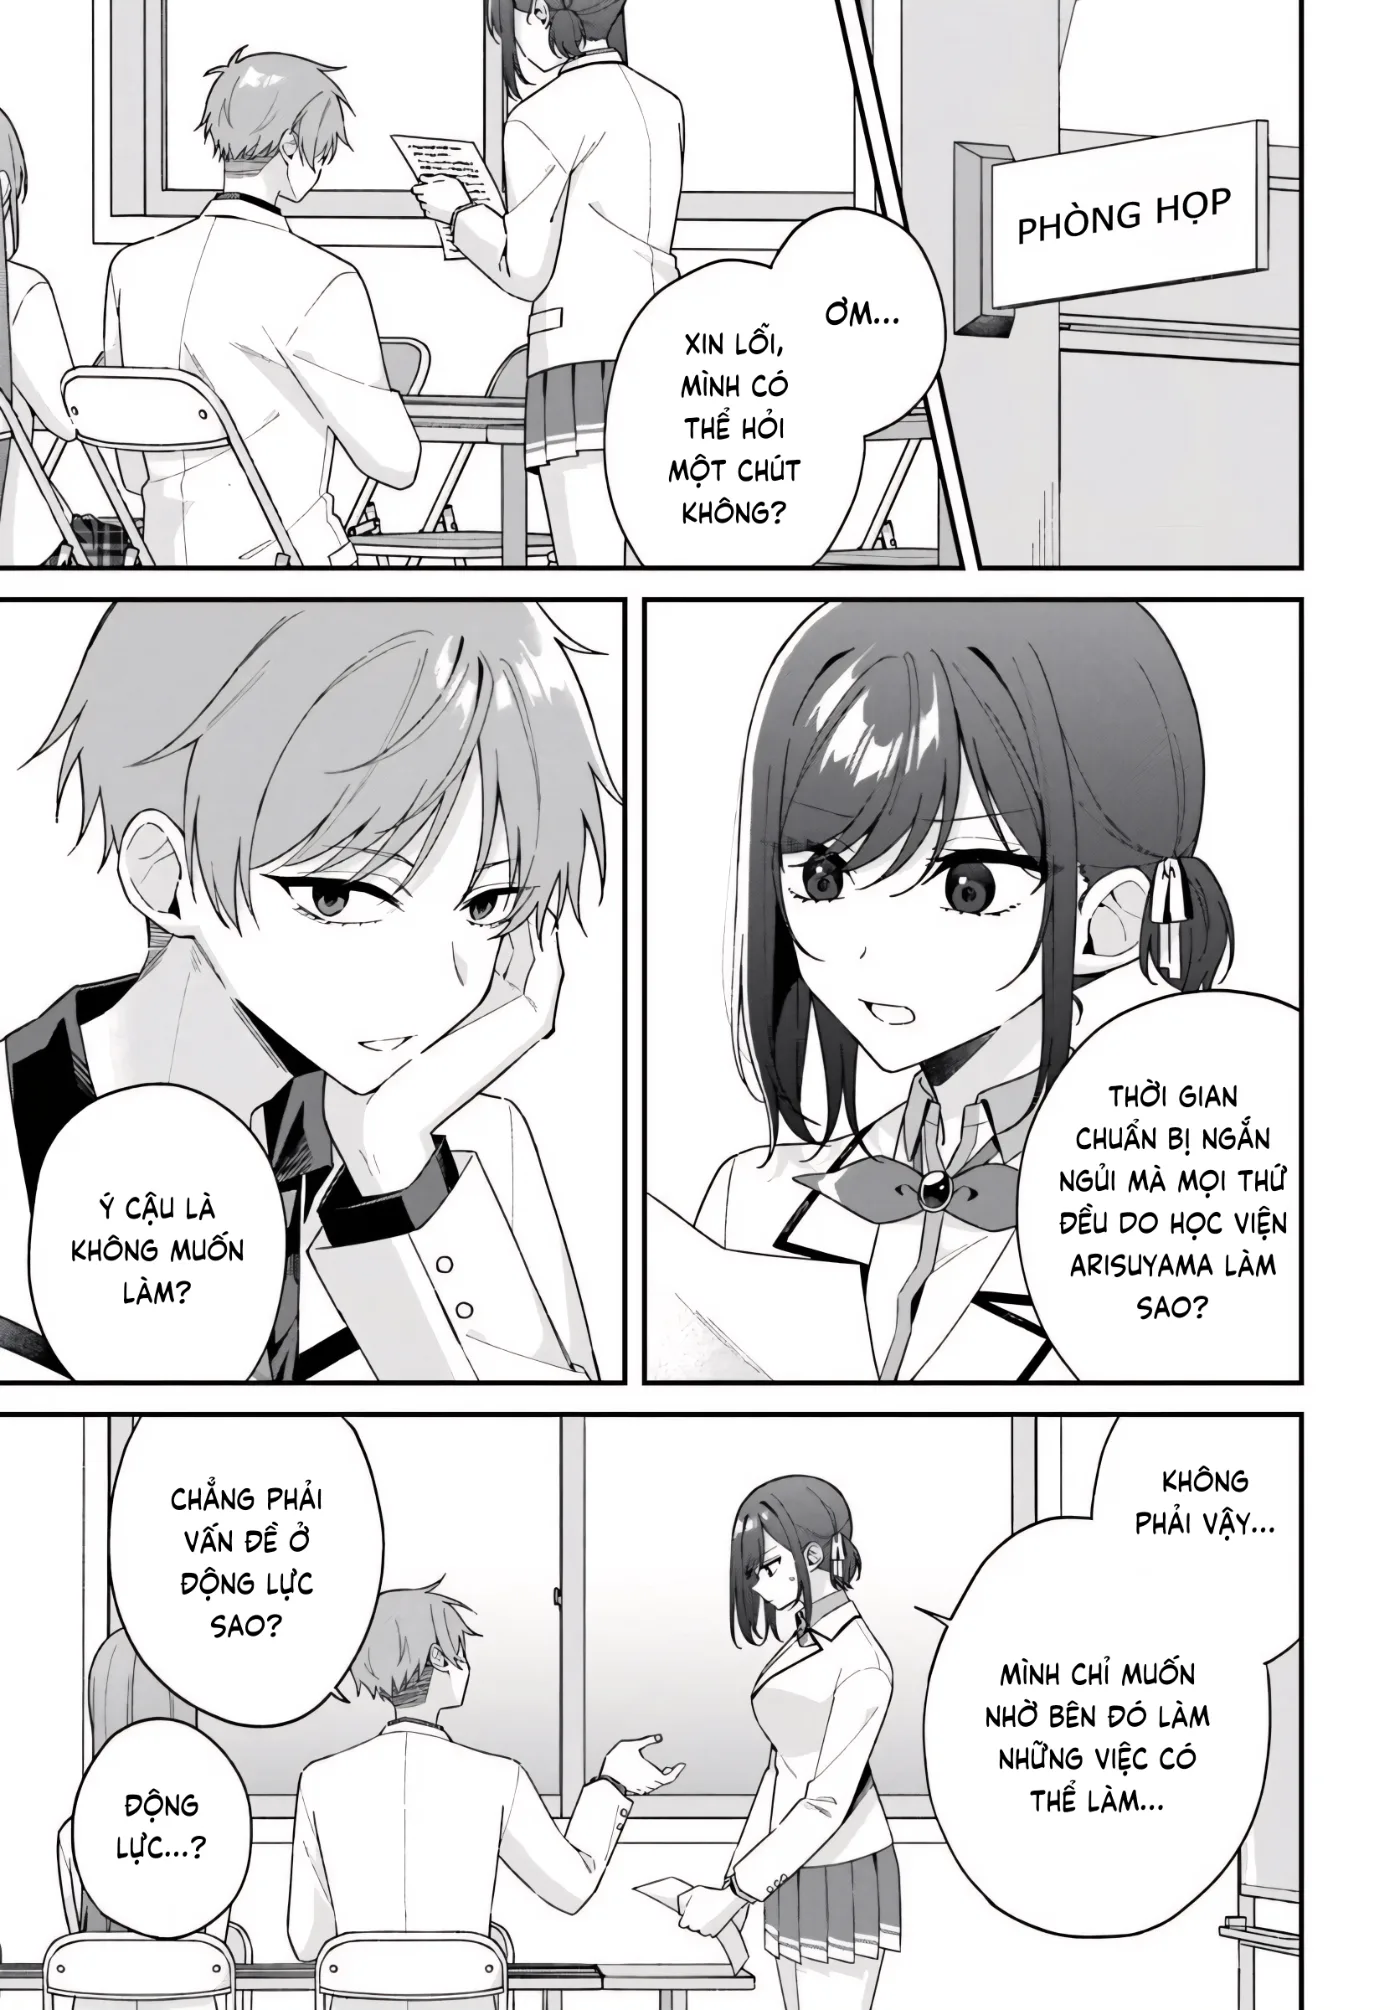 PHÒNG HỌP
ƠM...
XIN LỖI,
MÌNH CÓ
THỂ HỎI
MỘT CHÚT
KHÔNG?
THỜI GIAN
CHUẨN BỊ NGẮN
NGỦI MÀ MỌI THỨ
ĐỀU DO HỌC VIỆN
ARISUYAMA LÀM
SAO?
Ý CẬU LÀ
KHÔNG MUỐN
LÀM?
KHÔNG
PHẢI VẬY...
MÌNH CHỈ MUỐN
NHỜ BÊN ĐÓ LÀM
NHỮNG VIỆC CÓ
THỂ LÀM...
CHẲNG PHẢI
VẤN ĐỀ Ở
ĐỘNG LỰC
SAO?
ĐỘNG
LỰC...?